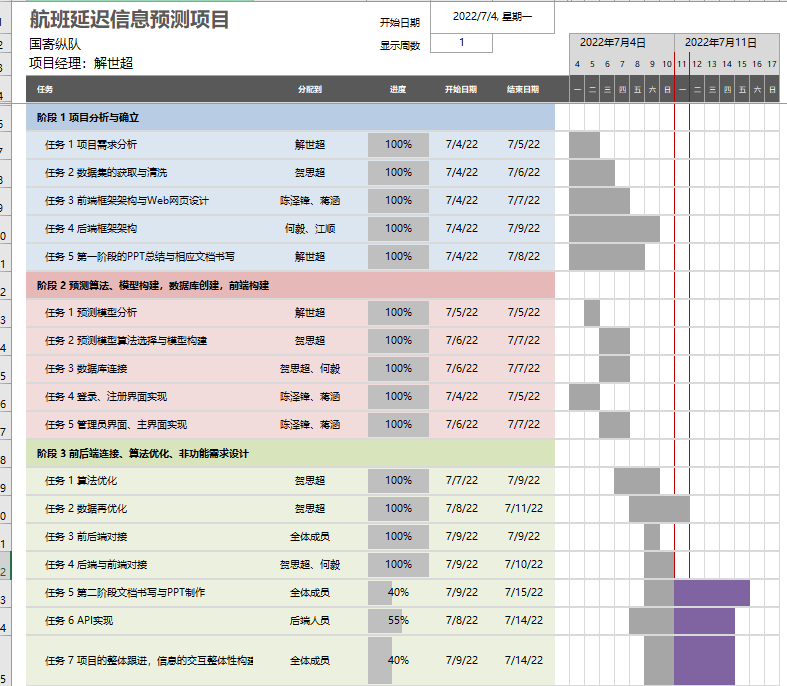 航班延迟信息预测项目
开始日期 2022/7/4, 星期一
国寄纵队
显示周数 1
2022年7月4日 2022年7月11日
项目经理：解世超
4 5 6 7 8 9 10 11 12 13 14 15 16 17
任务 分配到 进度 开始日期 结束日期 一 二 三 四 五 六 日 一 二 三 四 五 六 日
阶段 1 项目分析与确立
任务 1 项目需求分析 解世超 100% 7/4/22 7/5/22
任务 2 数据集的获取与清洗 贺思超 100% 7/4/22 7/6/22
任务 3 前端框架架构与Web网页设计 陈泽锋、蒋涵 100% 7/4/22 7/7/22
任务 4 后端框架架构 何毅、江顺 100% 7/4/22 7/9/22
任务 5 第一阶段的PPT总结与相应文档书写 解世超 100% 7/4/22 7/8/22
阶段 2 预测算法、模型构建，数据库创建，前端构建
任务 1 预测模型分析 解世超 100% 7/5/22 7/5/22
任务 2 预测模型算法选择与模型构建 贺思超 100% 7/6/22 7/7/22
任务 3 数据库连接 贺思超、何毅 100% 7/6/22 7/7/22
任务 4 登录、注册界面实现 陈泽锋、蒋涵 100% 7/4/22 7/5/22
任务 5 管理员界面、主界面实现 陈泽锋、蒋涵 100% 7/6/22 7/7/22
阶段 3 前后端连接、算法优化、非功能需求设计
任务 1 算法优化 贺思超 100% 7/7/22 7/9/22
任务 2 数据再优化 贺思超 100% 7/8/22 7/11/22
任务 3 前后端对接 全体成员 100% 7/9/22 7/9/22
任务 4 后端与前端对接 贺思超、何毅 100% 7/9/22 7/10/22
任务 5 第二阶段文档书写与PPT制作 全体成员 40% 7/9/22 7/15/22
任务 6 API实现 后端人员 55% 7/8/22 7/14/22
任务 7 项目的整体跟进，信息的交互整体性构建 全体成员 40% 7/9/22 7/14/22